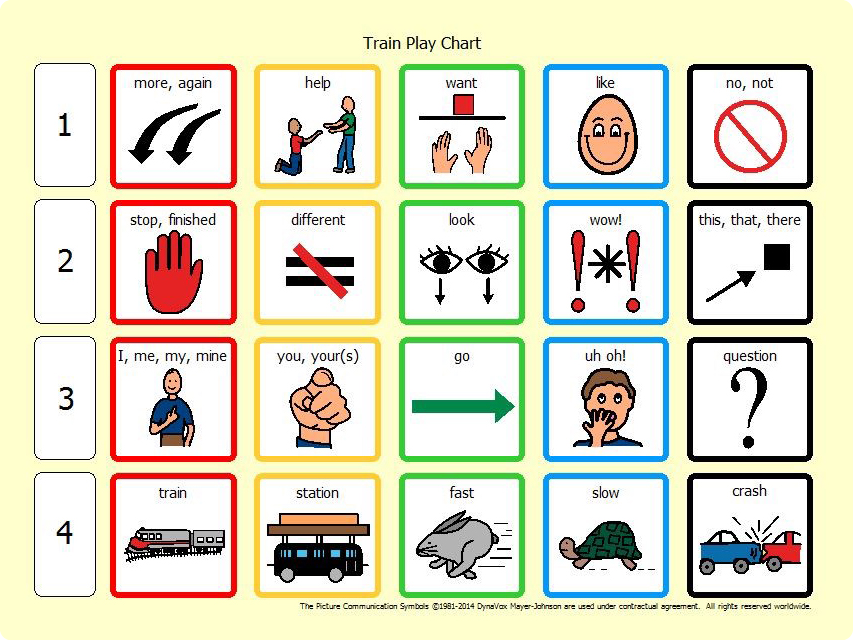 Train Play Chart
1
more, again
help
want
like
no, not
2
stop, finished
different
look
wow!
this, that, there
3
I, me, my, mine
you, your(s)
go
uh oh!
question
?
4
train
station
fast
slow
crash
The Picture Communication Symbols ©1981-2014 DynaVox Mayer-Johnson are used under contractual agreement.  All rights reserved worldwide.